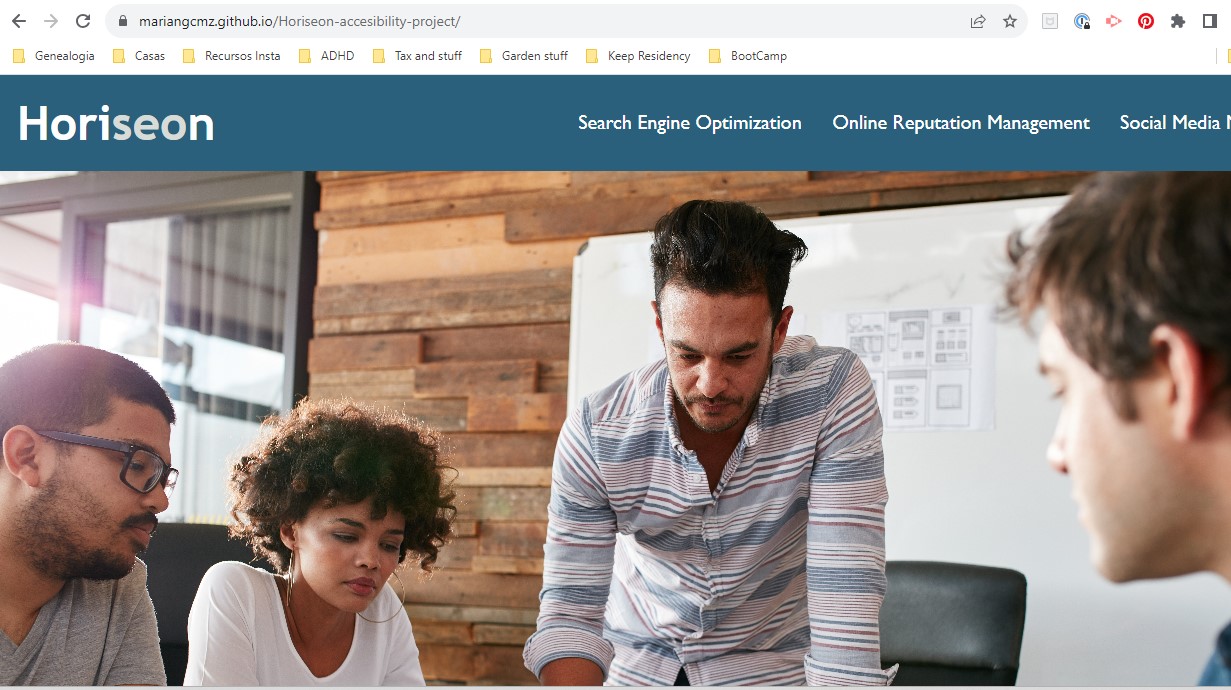 mariangcmz.github.io/Horiseon-accesibility-project/
Genealogia Casas Recursos Insta ADHD Tax and stuff Garden stuff Keep Residency BootCamp
Horiseon Search Engine Optimization Online Reputation Management Social Media